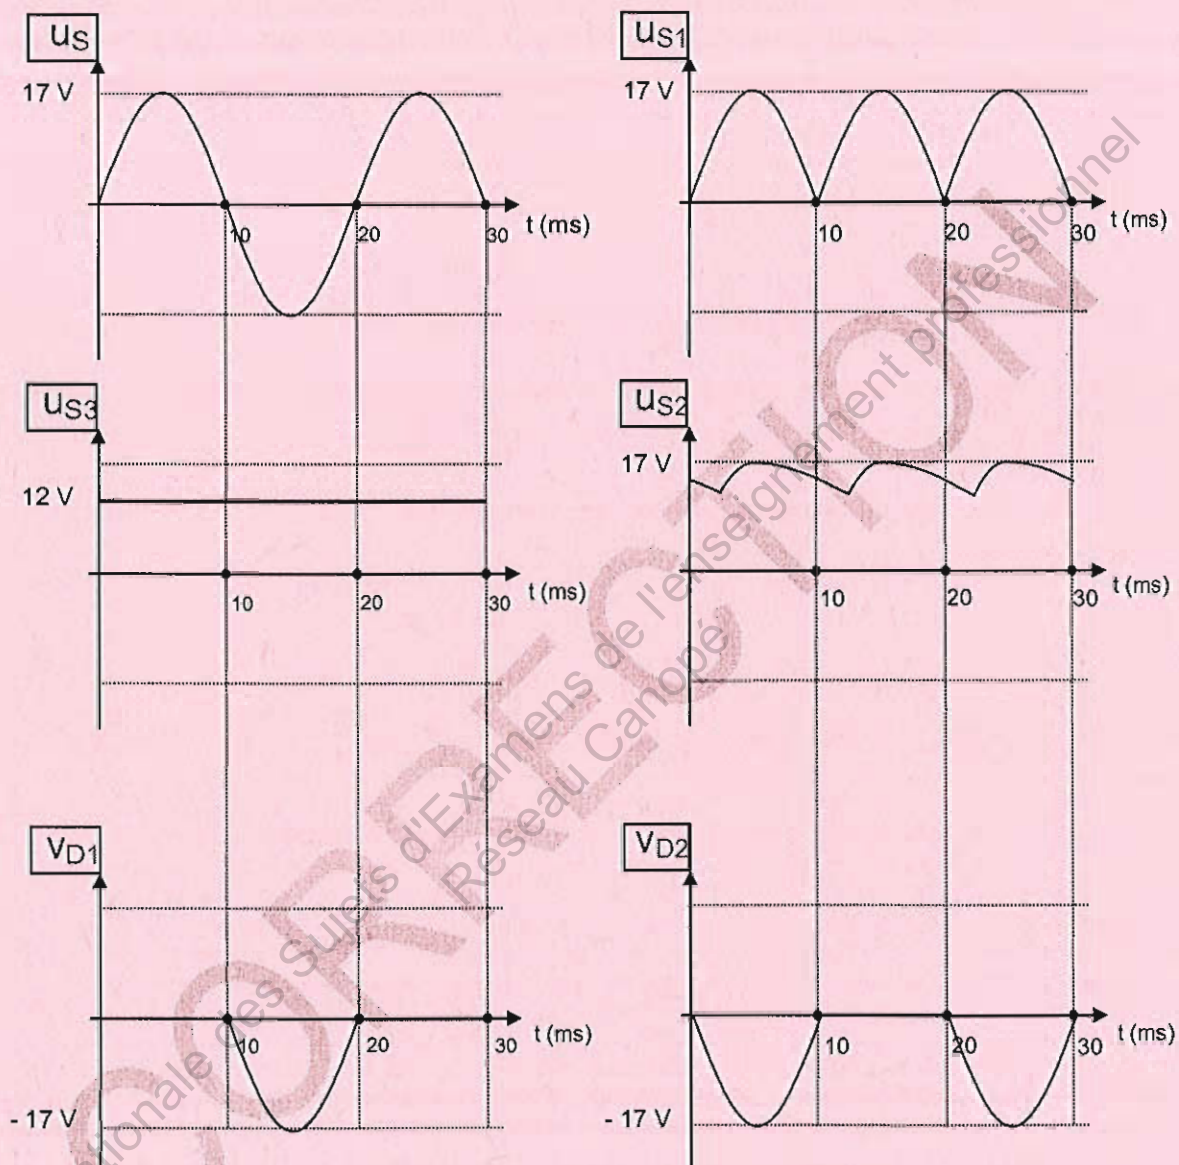 uS
17 V
10
20
30
t (ms)
uS1
17 V
10
20
30
t (ms)
uS3
12 V
10
20
30
t (ms)
uS2
17 V
10
20
30
t (ms)
vD1
10
20
30
t (ms)
- 17 V
vD2
10
20
30
t (ms)
- 17 V
CORRECTION
tionale des Sujets d'Examens de l'enseignement professionnel
Réseau Canopé